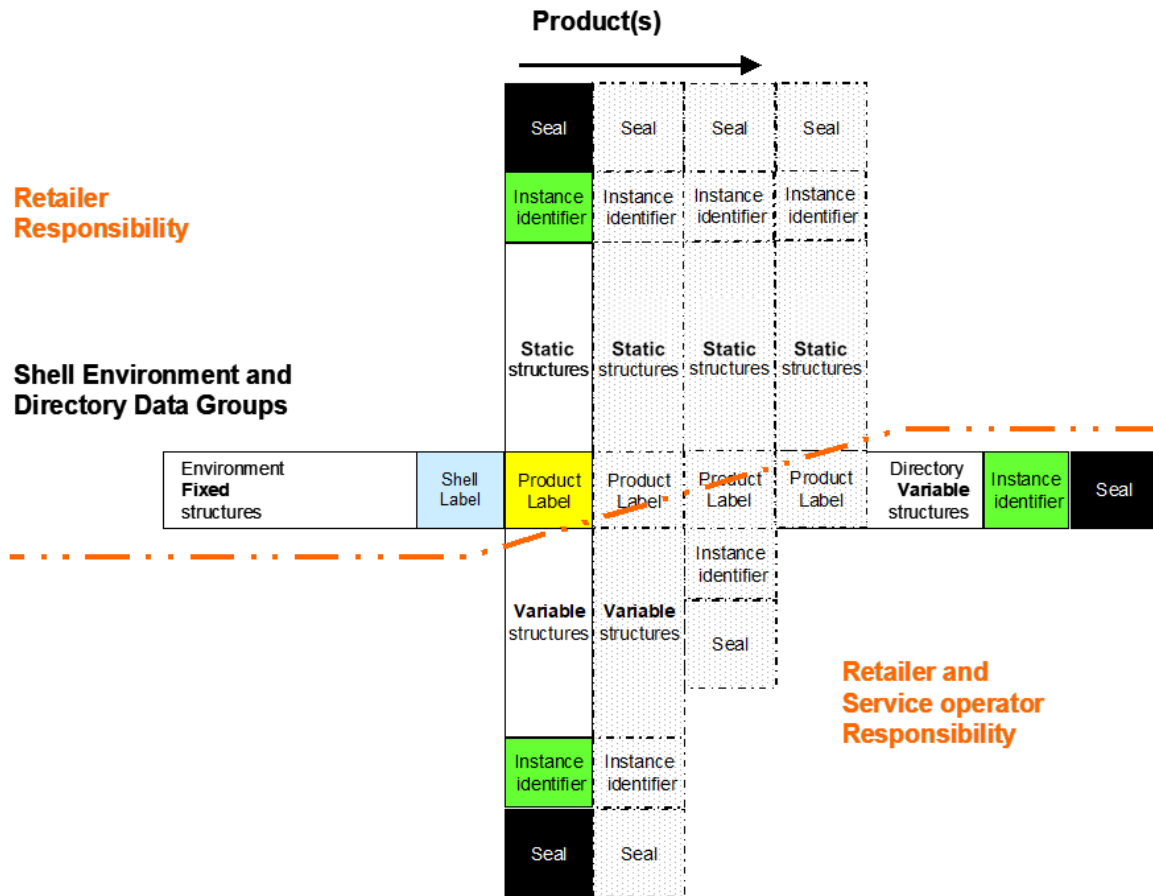 Product(s)
Seal Seal Seal Seal
Retailer
Responsibility
Instance Instance Instance Instance
identifier identifier identifier identifier
Static Static Static Static
structures structures structures structures
Shell Environment and
Directory Data Groups
Environment
Fixed
structures
Shell
Label
Product
Label
Product
Label
Product
Label
Product
Label
Directory
Variable
structures
Instance
identifier
Seal
Instance
identifier
Variable Variable
structures structures
Seal
Retailer and
Service operator
Responsibility
Instance Instance
identifier identifier
Seal Seal